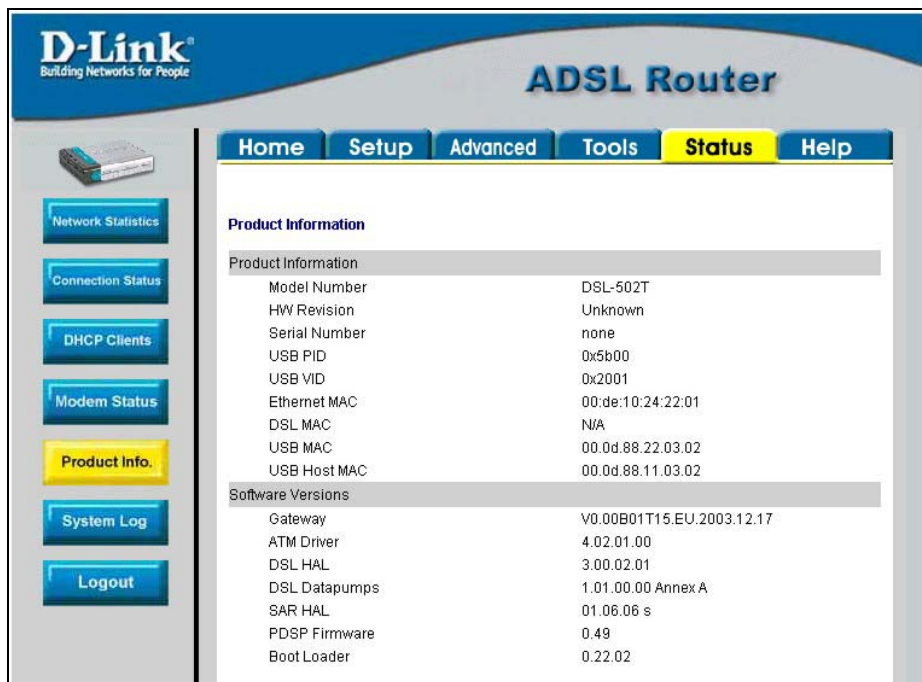 D-Link
Building Networks for People
ADSL Router
Home Setup Advanced Tools Status Help
Network Statistics
Connection Status
DHCP Clients
Modem Status
Product Info.
System Log
Logout
Product Information
Product Information
Model Number DSL-502T
HW Revision Unknown
Serial Number none
USB PID 0x5b00
USB VID 0x2001
Ethernet MAC 00:de:10:24:22:01
DSL MAC N/A
USB MAC 00.0d.88.22.03.02
USB Host MAC 00.0d.88.11.03.02
Software Versions
Gateway V0.00B01T15.EU.2003.12.17
ATM Driver 4.02.01.00
DSL HAL 3.00.02.01
DSL Datapumps 1.01.00.00 Annex A
SAR HAL 01.06.06 s
PDSP Firmware 0.49
Boot Loader 0.22.02